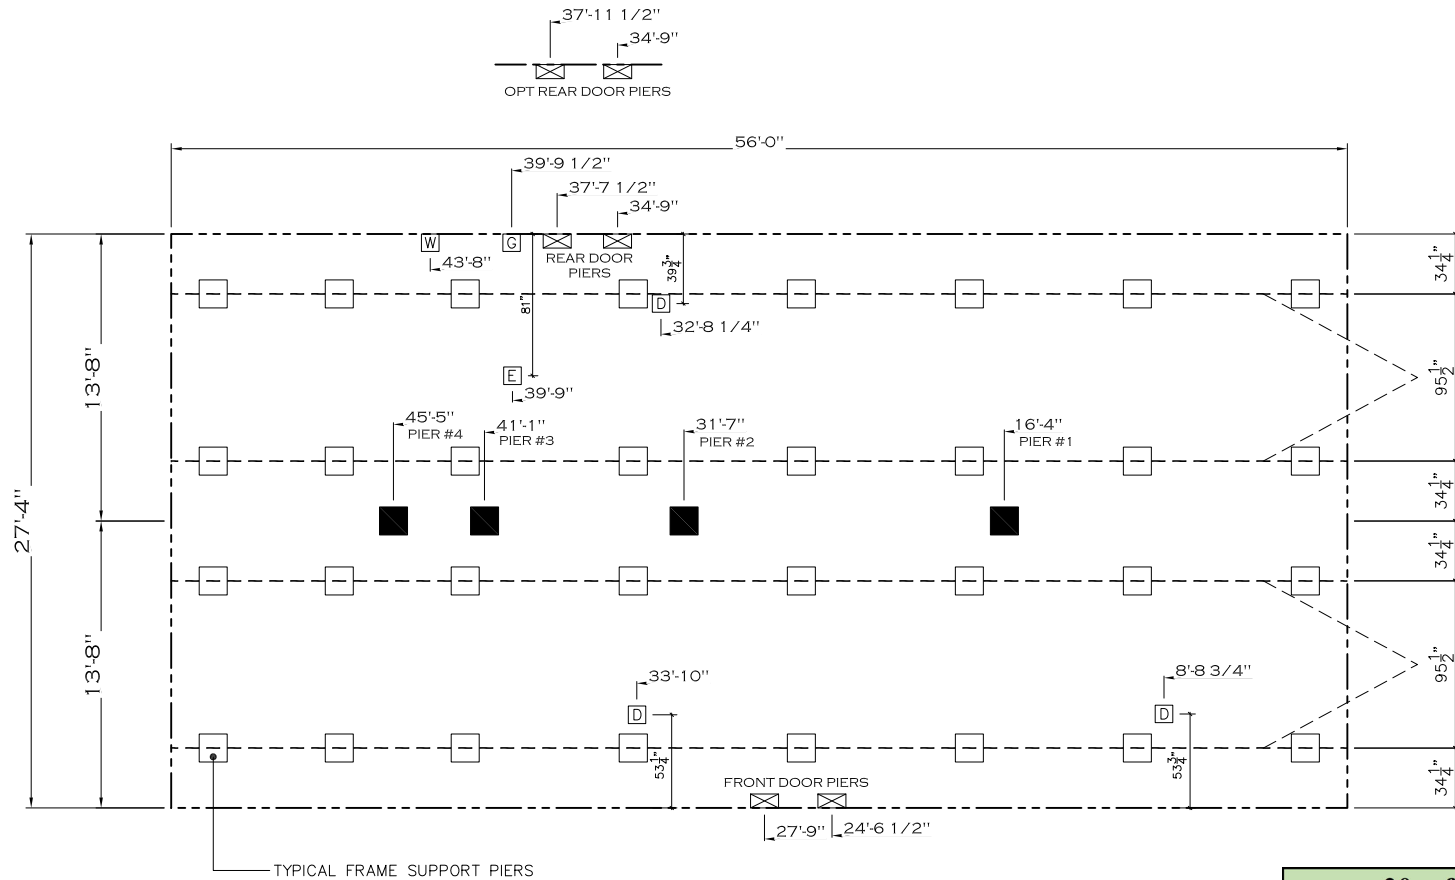 37'-11 1/2"
34'-9"
OPT REAR DOOR PIERS
56'-0"
39'-9 1/2"
37'-7 1/2"
34'-9"
W
G
43'-8"
REAR DOOR
PIERS
39 3/4"
34 1/4"
81"
D
32'-8 1/4"
E
39'-9"
13'-8"
95 1/2"
45'-5"
PIER #4
41'-1"
PIER #3
31'-7"
PIER #2
16'-4"
PIER #1
34 1/4"
27'-4"
34 1/4"
13'-8"
95 1/2"
33'-10"
8'-8 3/4"
D
D
53 1/4"
53 3/4"
FRONT DOOR PIERS
34 1/4"
27'-9"
24'-6 1/2"
TYPICAL FRAME SUPPORT PIERS